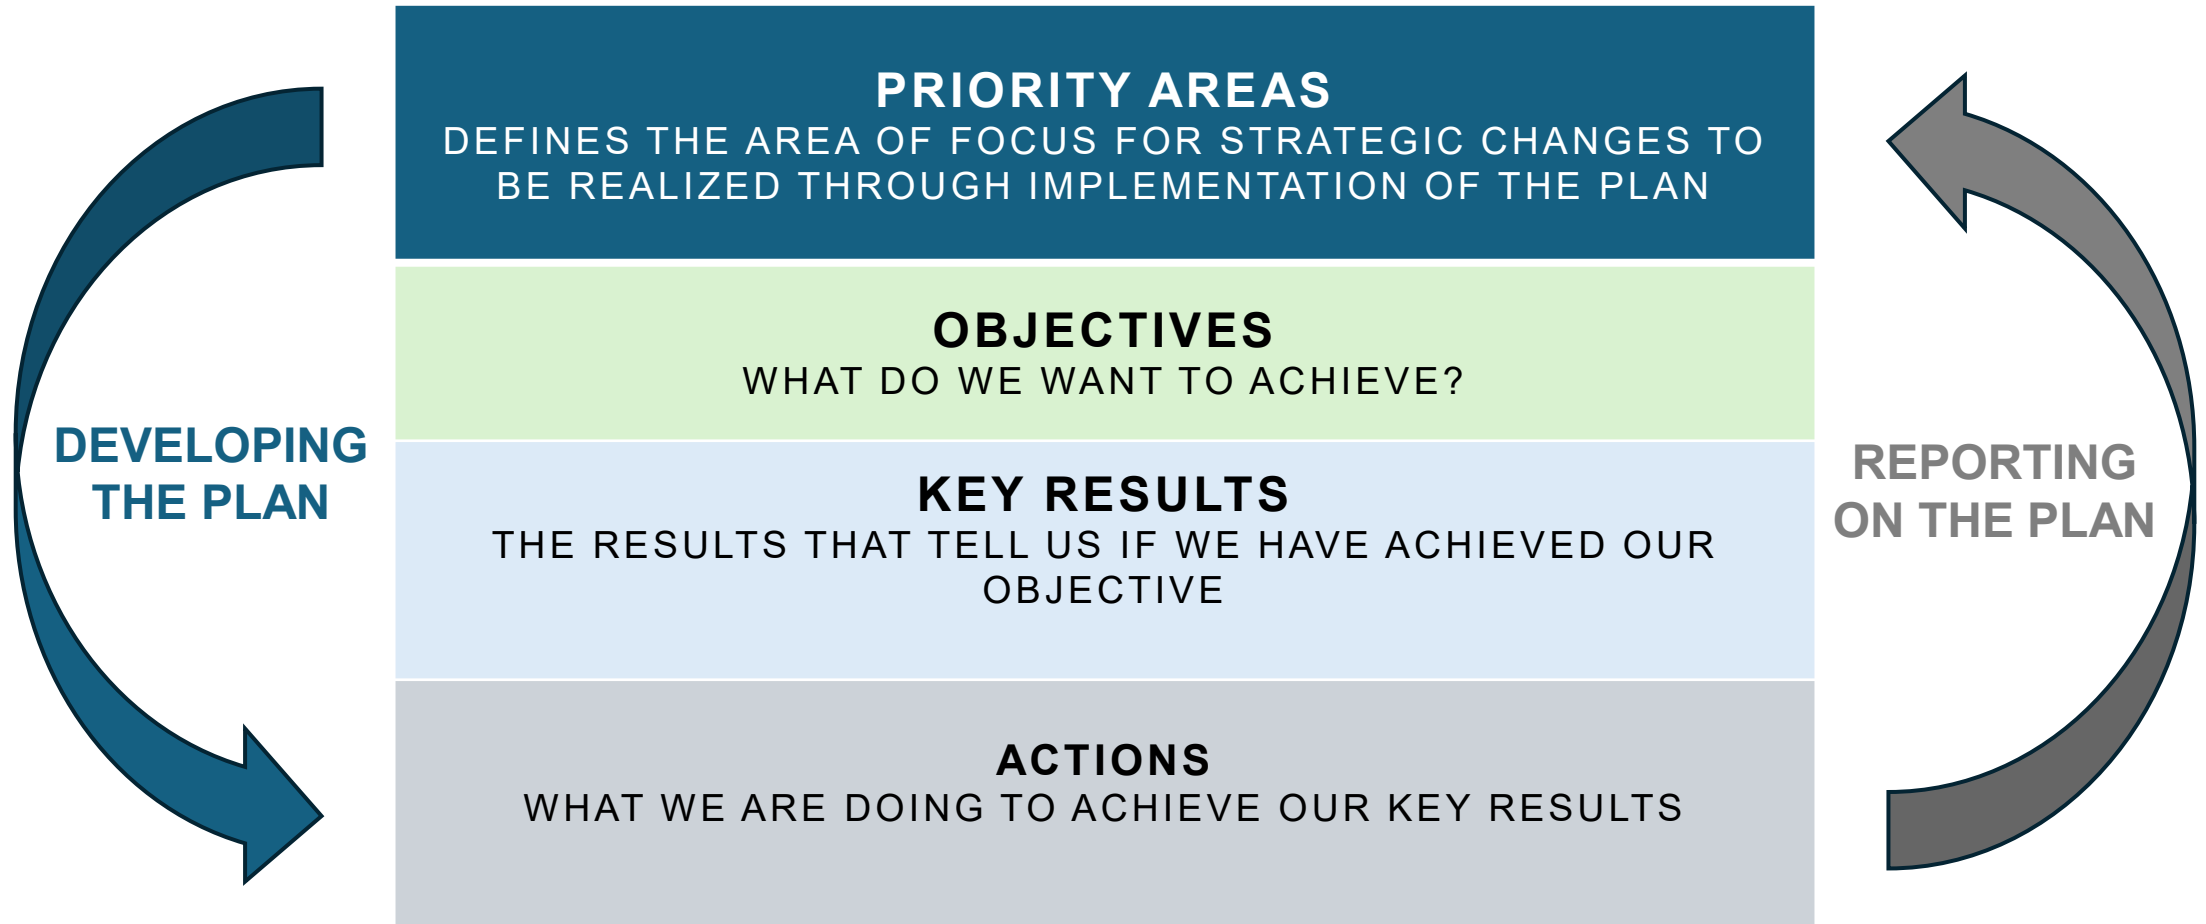 PRIORITY AREAS
DEFINES THE AREA OF FOCUS FOR STRATEGIC CHANGES TO
BE REALIZED THROUGH IMPLEMENTATION OF THE PLAN
OBJECTIVES
WHAT DO WE WANT TO ACHIEVE?
DEVELOPING
THE PLAN
KEY RESULTS
THE RESULTS THAT TELL US IF WE HAVE ACHIEVED OUR
OBJECTIVE
REPORTING
ON THE PLAN
ACTIONS
WHAT WE ARE DOING TO ACHIEVE OUR KEY RESULTS